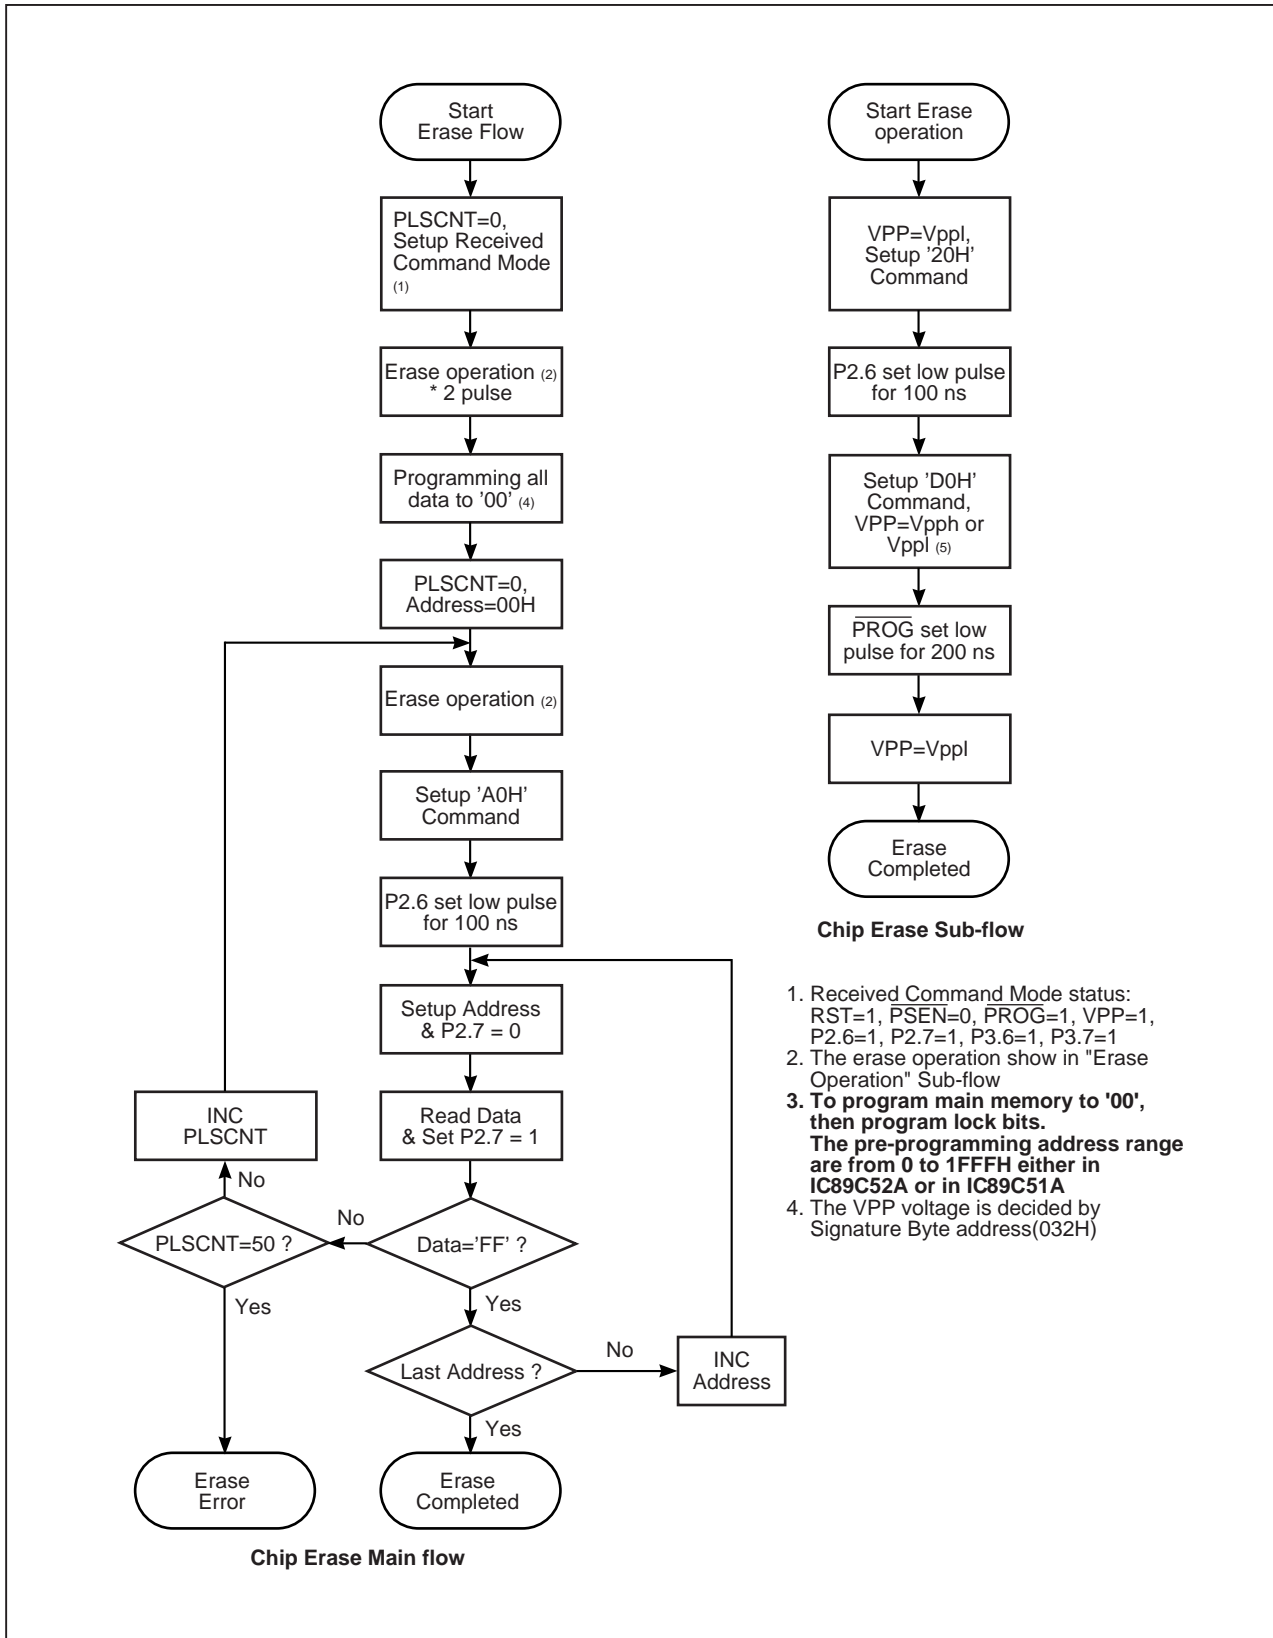 Start
Erase Flow
PLSCNT=0,
Setup Received
Command Mode
(1)
Erase operation (2)
* 2 pulse
Programming all
data to '00' (4)
PLSCNT=0,
Address=00H
Erase operation (2)
Setup 'A0H'
Command
P2.6 set low pulse
for 100 ns
Setup Address
& P2.7 = 0
Read Data
& Set P2.7 = 1
INC
PLSCNT
No
PLSCNT=50 ?
No
Data='FF' ?
Yes
Yes
Last Address ?
No
INC
Address
Yes
Erase
Error
Erase
Completed
Chip Erase Main flow
Start Erase
operation
VPP=Vppl,
Setup '20H'
Command
P2.6 set low pulse
for 100 ns
Setup 'D0H'
Command,
VPP=Vpph or
Vppl (5)
PROG set low
pulse for 200 ns
VPP=Vppl
Erase
Completed
Chip Erase Sub-flow
1. Received Command Mode status:
RST=1, PSEN=0, PROG=1, VPP=1,
P2.6=1, P2.7=1, P3.6=1, P3.7=1
2. The erase operation show in "Erase
Operation" Sub-flow
3. To program main memory to '00',
then program lock bits.
The pre-programming address range
are from 0 to 1FFFH either in
IC89C52A or in IC89C51A
4. The VPP voltage is decided by
Signature Byte address(032H)